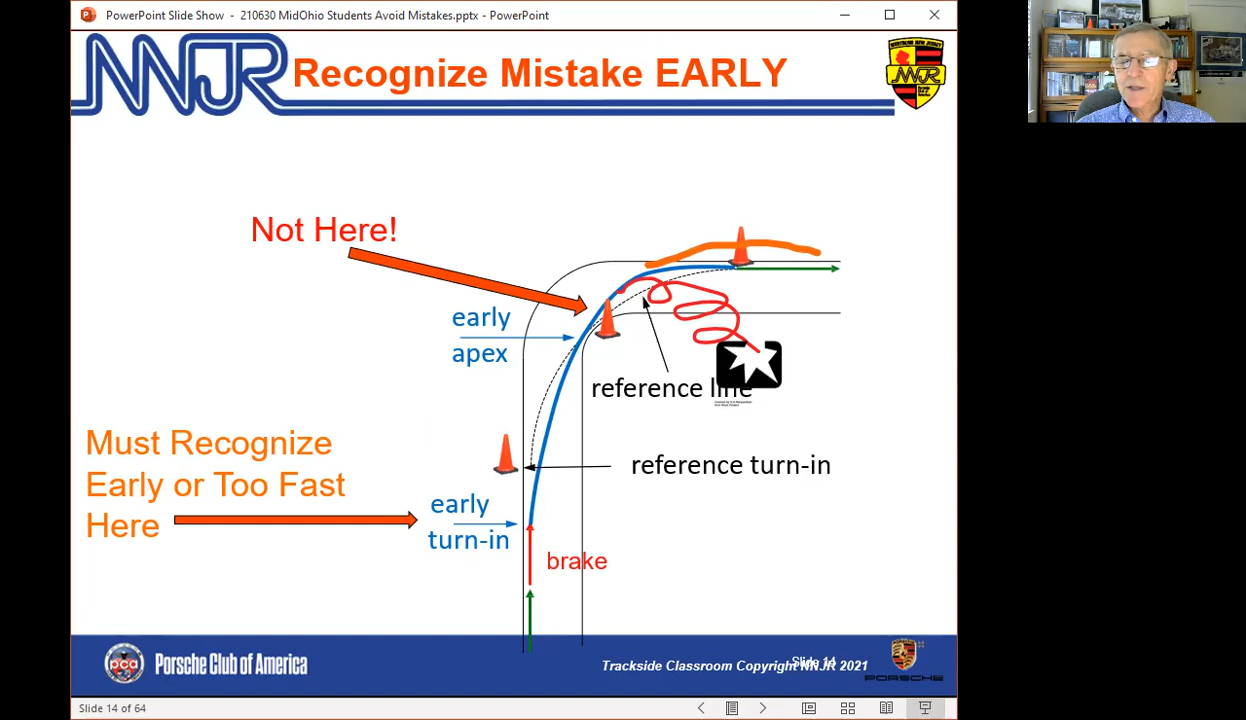 PowerPoint Slide Show - 210630 MidOhio Students Avoid Mistakes.pptx - PowerPoint
NNJR
Recognize Mistake EARLY
NNJR
Not Here!
early
apex
reference line
Must Recognize
Early or Too Fast
Here
reference turn-in
early
turn-in
brake
pca
Porsche Club of America
Trackside Classroom Copyright NNJR 2021
Slide 14
PORSCHE
Slide 14 of 64